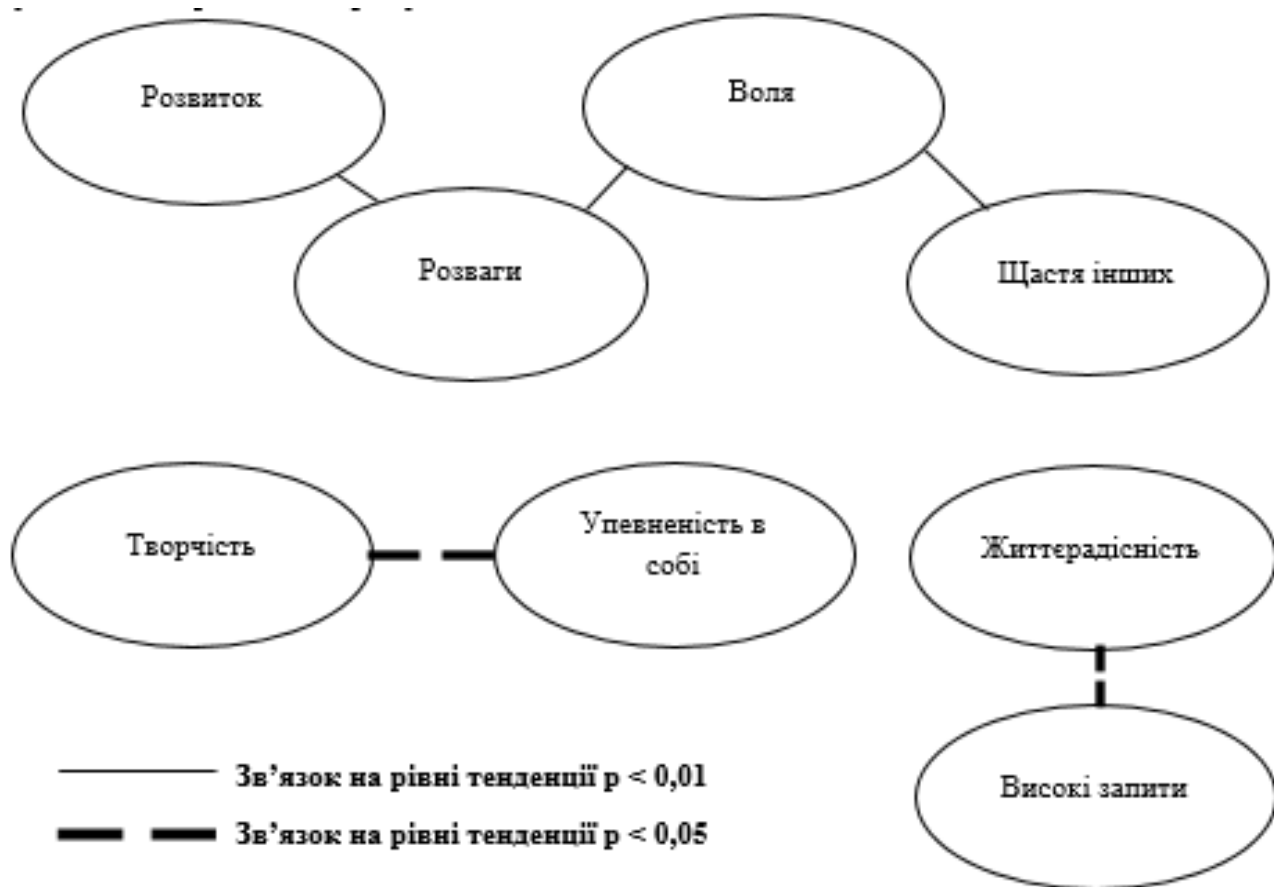 Розвиток
Воля
Розваги
Щастя інших
Творчість
Упевненість в
собі
Життєрадісність
Високі запити
Зв’язок на рівні тенденції p < 0,01
Зв’язок на рівні тенденції p < 0,05